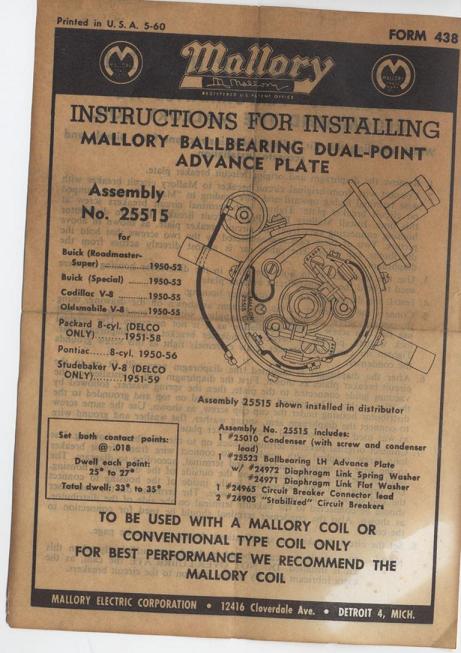 Printed in U. S. A. 5-60
FORM 438
Mallory
REGISTERED U.S. PATENT OFFICE
INSTRUCTIONS FOR INSTALLING
MALLORY BALLBEARING DUAL-POINT
ADVANCE PLATE
Assembly
No. 25515
for
Buick (Roadmaster-
Super) ............1950-52
Buick (Special) ........1950-53
Cadillac V-8 ..........1950-55
Oldsmobile V-8 ......1950-55
Packard 8-cyl. (DELCO
ONLY) ............1951-58
Pontiac......8-cyl. 1950-56
Studebaker V-8 (DELCO
ONLY) .........1951-59
Assembly 25515 shown installed in distributor
Set both contact points:
@ .018
Dwell each point:
25° to 27°
Total dwell: 33° to 35°
Assembly No. 25515 includes:
1 #25010 Condenser (with screw and condenser
lead)
1 #25523 Ballbearing LH Advance Plate
w/ #24972 Diaphragm Link Spring Washer
#24971 Diaphragm Link Flat Washer
1 #24965 Circuit Breaker Connector lead
2 #24905 "Stabilized" Circuit Breakers
TO BE USED WITH A MALLORY COIL OR
CONVENTIONAL TYPE COIL ONLY
FOR BEST PERFORMANCE WE RECOMMEND THE
MALLORY COIL
MALLORY ELECTRIC CORPORATION • 12416 Cloverdale Ave. • DETROIT 4, MICH.